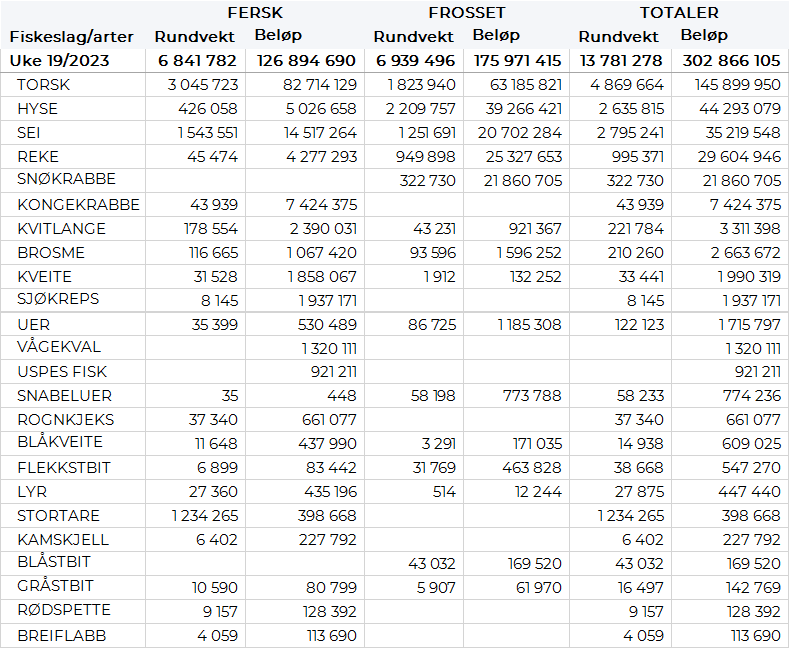 FERSK FROSSET TOTALER
Fiskeslag/arter Rundvekt Beløp Rundvekt Beløp Rundvekt Beløp
Uke 19/2023 6 841 782 126 894 690 6 939 496 175 971 415 13 781 278 302 866 105
TORSK 3 045 723 82 714 129 1 823 940 63 185 821 4 869 664 145 899 950
HYSE 426 058 5 026 658 2 209 757 39 266 421 2 635 815 44 293 079
SEI 1 543 551 14 517 264 1 251 691 20 702 284 2 795 241 35 219 548
REKE 45 474 4 277 293 949 898 25 327 653 995 371 29 604 946
SNØKRABBE 322 730 21 860 705 322 730 21 860 705
KONGEKRABBE 43 939 7 424 375 43 939 7 424 375
KVITLANGE 178 554 2 390 031 43 231 921 367 221 784 3 311 398
BROSME 116 665 1 067 420 93 596 1 596 252 210 260 2 663 672
KVEITE 31 528 1 858 067 1 912 132 252 33 441 1 990 319
SJØKREPS 8 145 1 937 171 8 145 1 937 171
UER 35 399 530 489 86 725 1 185 308 122 123 1 715 797
VÅGEKVAL 1 320 111 1 320 111
USPES FISK 921 211 921 211
SNABELUER 35 448 58 198 773 788 58 233 774 236
ROGNKJEKS 37 340 661 077 37 340 661 077
BLÅKVEITE 11 648 437 990 3 291 171 035 14 938 609 025
FLEKKSTBIT 6 899 83 442 31 769 463 828 38 668 547 270
LYR 27 360 435 196 514 12 244 27 875 447 440
STORTARE 1 234 265 398 668 1 234 265 398 668
KAMSKJELL 6 402 227 792 6 402 227 792
BLÅSTBIT 43 032 169 520 43 032 169 520
GRÅSTBIT 10 590 80 799 5 907 61 970 16 497 142 769
RØDSPETTE 9 157 128 392 9 157 128 392
BREIFLABB 4 059 113 690 4 059 113 690